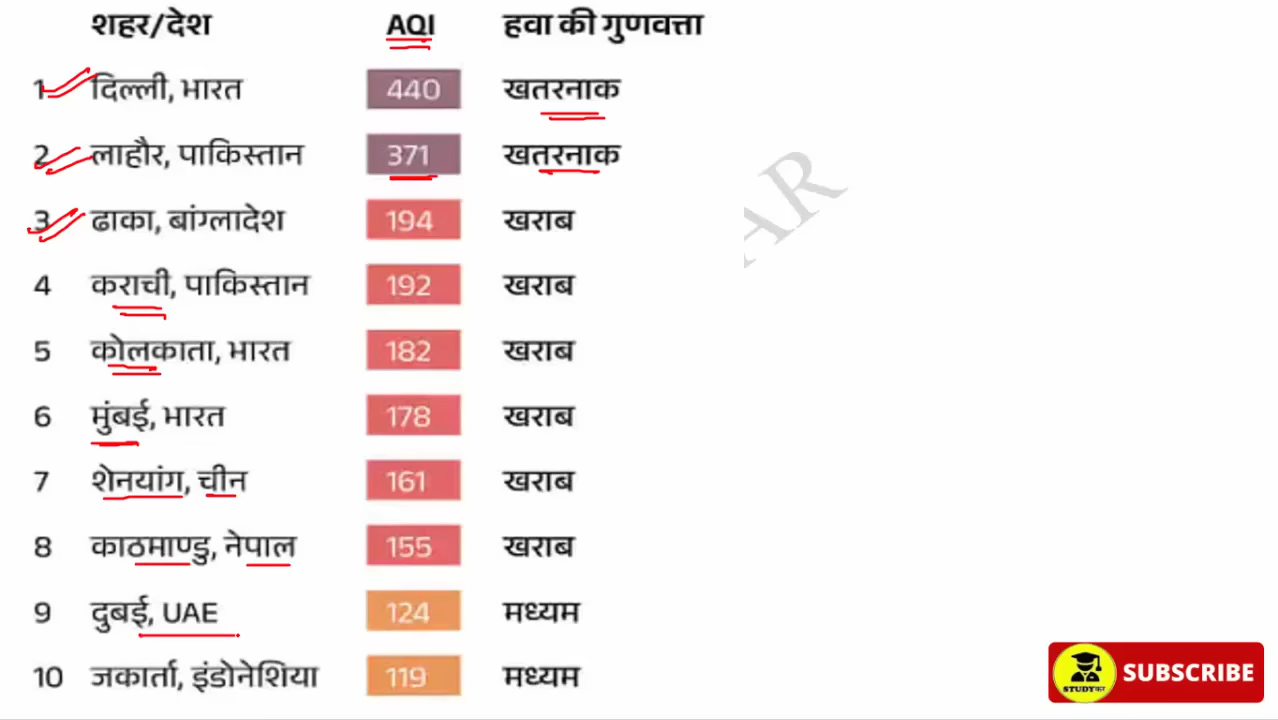 शहर/देश AQI हवा की गुणवत्ता
1 दिल्ली, भारत 440 खतरनाक
2 लाहौर, पाकिस्तान 371 खतरनाक
3 ढाका, बांग्लादेश 194 खराब
4 कराची, पाकिस्तान 192 खराब
5 कोलकाता, भारत 182 खराब
6 मुंबई, भारत 178 खराब
7 शेनयांग, चीन 161 खराब
8 काठमाण्डु, नेपाल 155 खराब
9 दुबई, UAE 124 मध्यम
10 जकार्ता, इंडोनेशिया 119 मध्यम
AR
STUDYकर
SUBSCRIBE